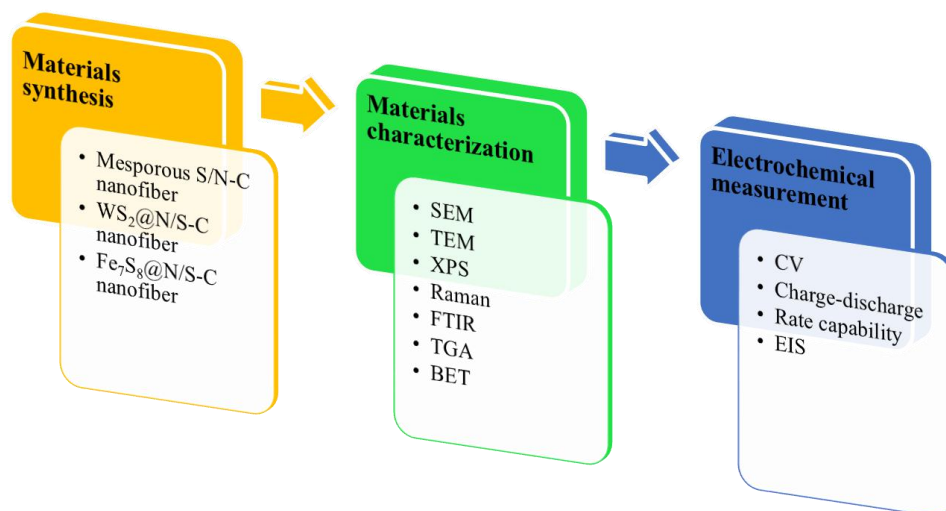 Materials
synthesis
• Mesporous S/N-C
nanofiber
• WS₂@N/S-C
nanofiber
• Fe₇S₈@N/S-C
nanofiber
Materials
characterization
• SEM
• TEM
• XPS
• Raman
• FTIR
• TGA
• BET
Electrochemical
measurement
• CV
• Charge-discharge
• Rate capability
• EIS